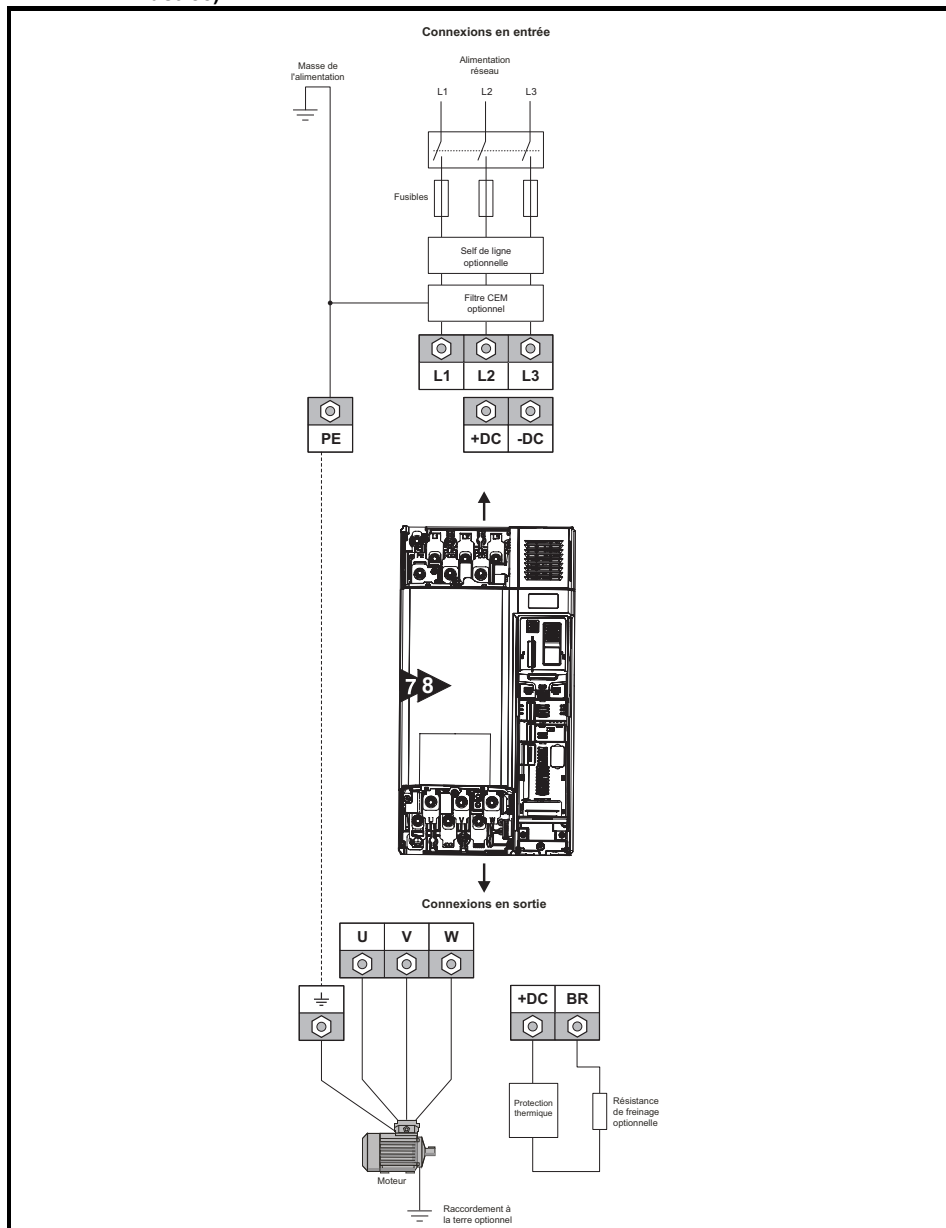 Connexions en entrée
Masse de
l'alimentation
Alimentation
réseau
L1 L2 L3
Fusibles
Self de ligne
optionnelle
Filtre CEM
optionnel
L1 L2 L3
PE
+DC -DC
7 8
Connexions en sortie
U V W
+DC BR
Protection
thermique
Résistance
de freinage
optionnelle
Moteur
Raccordement à
la terre optionnel